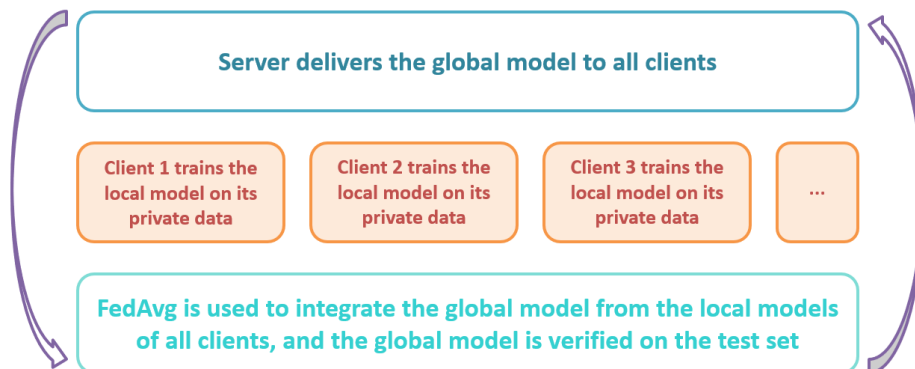 Server delivers the global model to all clients
Client 1 trains the
local model on its
private data
Client 2 trains the
local model on its
private data
Client 3 trains the
local model on its
private data
...
FedAvg is used to integrate the global model from the local models
of all clients, and the global model is verified on the test set